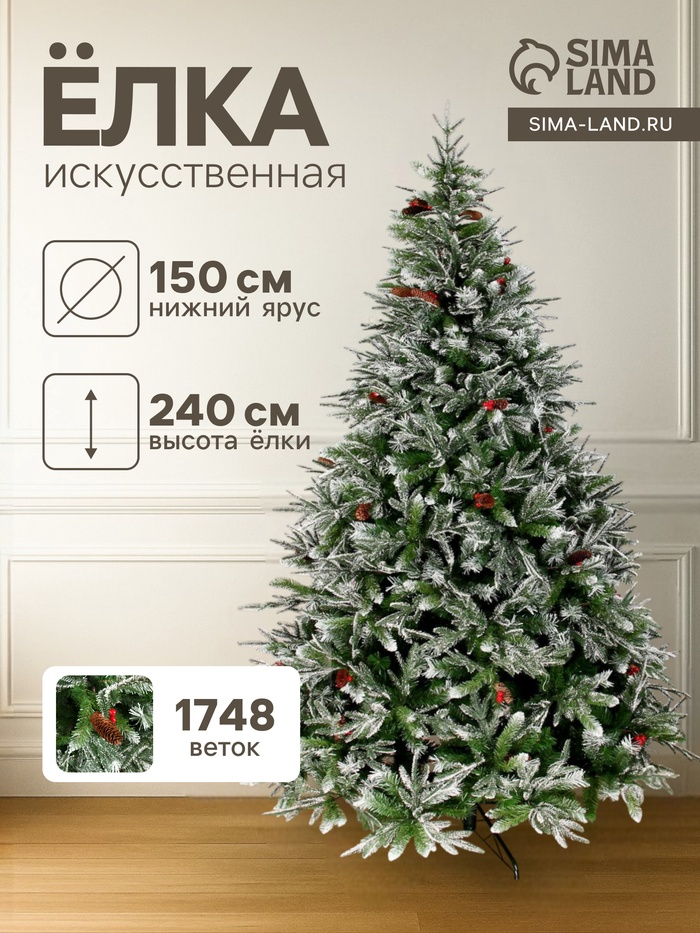 ЁЛКА
искусственная
SIMA
LAND
SIMA-LAND.RU
150 см
нижний ярус
240 см
высота ёлки
1748
веток